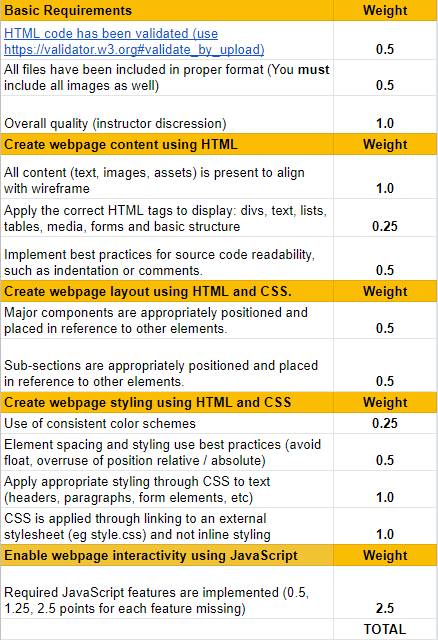 Basic Requirements Weight
HTML code has been validated (use
https://validator.w3.org#validate_by_upload) 0.5
All files have been included in proper format (You must
include all images as well) 0.5
Overall quality (instructor discression) 1.0
Create webpage content using HTML Weight
All content (text, images, assets) is present to align
with wireframe 1.0
Apply the correct HTML tags to display: divs, text, lists,
tables, media, forms and basic structure 0.25
Implement best practices for source code readability,
such as indentation or comments. 0.5
Create webpage layout using HTML and CSS. Weight
Major components are appropriately positioned and
placed in reference to other elements. 0.5
Sub-sections are appropriately positioned and placed
in reference to other elements. 0.5
Create webpage styling using HTML and CSS Weight
Use of consistent color schemes 0.25
Element spacing and styling use best practices (avoid
float, overruse of position relative / absolute) 0.5
Apply appropriate styling through CSS to text
(headers, paragraphs, form elements, etc) 1.0
CSS is applied through linking to an external
stylesheet (eg style.css) and not inline styling 1.0
Enable webpage interactivity using JavaScript Weight
Required JavaScript features are implemented (0.5,
1.25, 2.5 points for each feature missing) 2.5
TOTAL